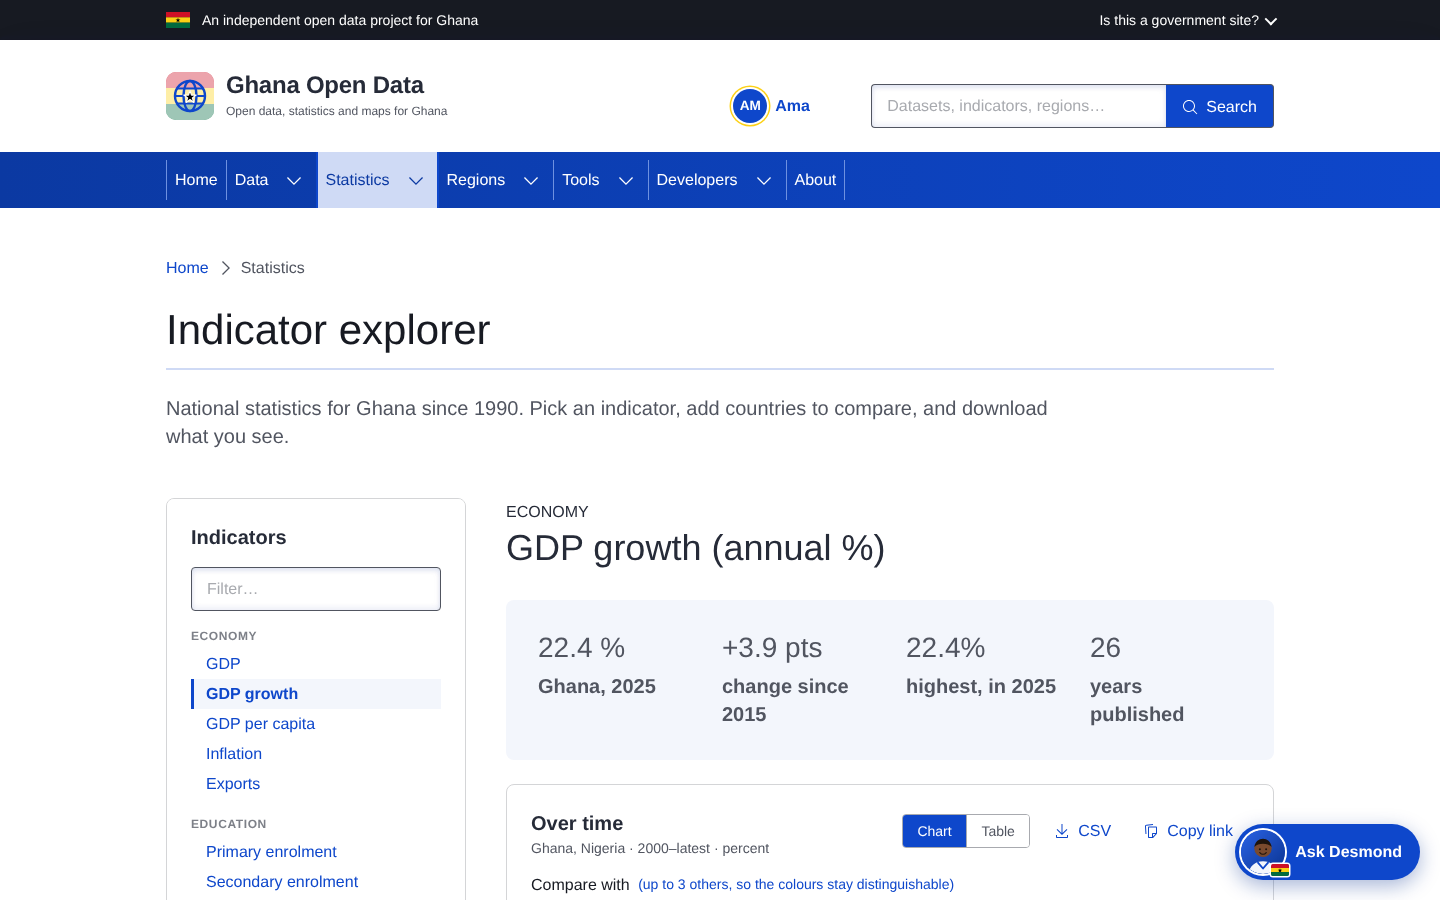 An independent open data project for Ghana
Is this a government site?
Ghana Open Data
Open data, statistics and maps for Ghana
AM
Ama
Datasets, indicators, regions…
Search
Home
Data
Statistics
Regions
Tools
Developers
About
Home
Statistics
Indicator explorer
National statistics for Ghana since 1990. Pick an indicator, add countries to compare, and download
what you see.
Indicators
Filter…
ECONOMY
GDP
GDP growth
GDP per capita
Inflation
Exports
EDUCATION
Primary enrolment
Secondary enrolment
ECONOMY
GDP growth (annual %)
22.4 %
Ghana, 2025
+3.9 pts
change since
2015
22.4%
highest, in 2025
26
years
published
Over time
Ghana, Nigeria · 2000–latest · percent
Chart
Table
CSV
Copy link
Compare with (up to 3 others, so the colours stay distinguishable)
Ask Desmond